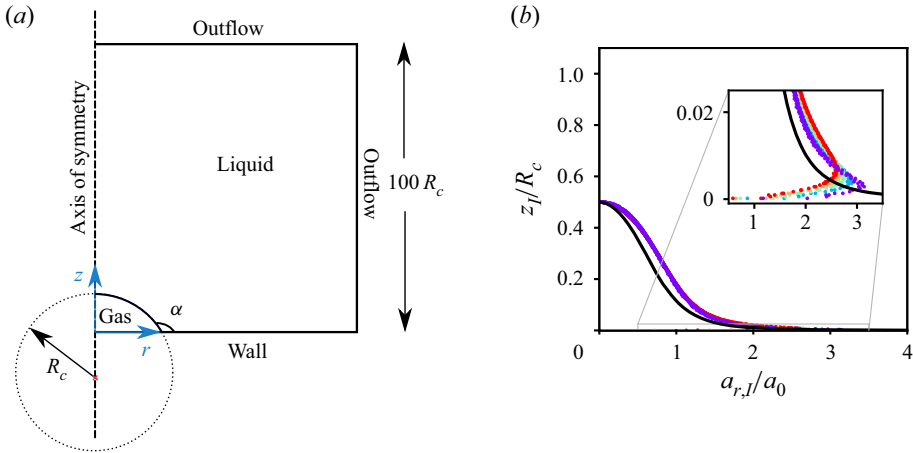 (a)
Outflow
Axis of symmetry
Liquid
Outflow
100 R_c
z
Gas
α
r
Wall
R_c
(b)
1.0
0.8
0.6
0.4
0.2
0
1
2
3
4
z_I/R_c
a_{r,I}/a_0
0.02
0
1
2
3